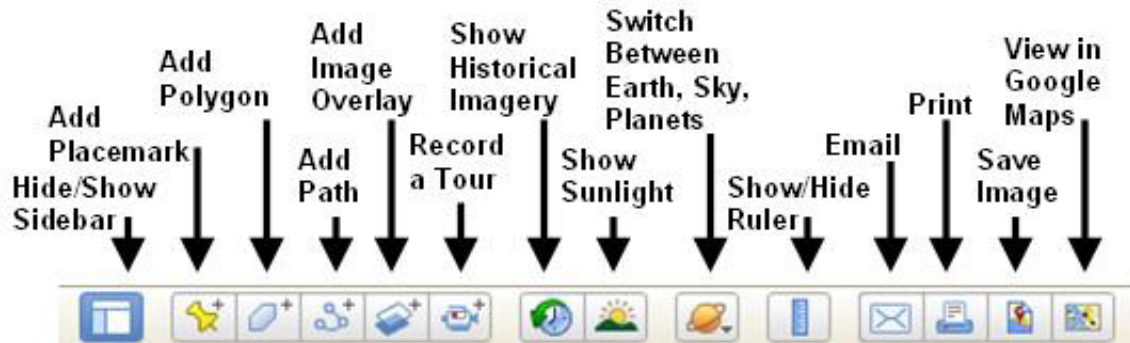 Hide/Show
Sidebar
Add
Placemark
Add
Polygon
Add
Path
Add
Image
Overlay
Record
a Tour
Show
Historical
Imagery
Show
Sunlight
Switch
Between
Earth, Sky,
Planets
Show/Hide
Ruler
Email
Print
Save
Image
View in
Google
Maps